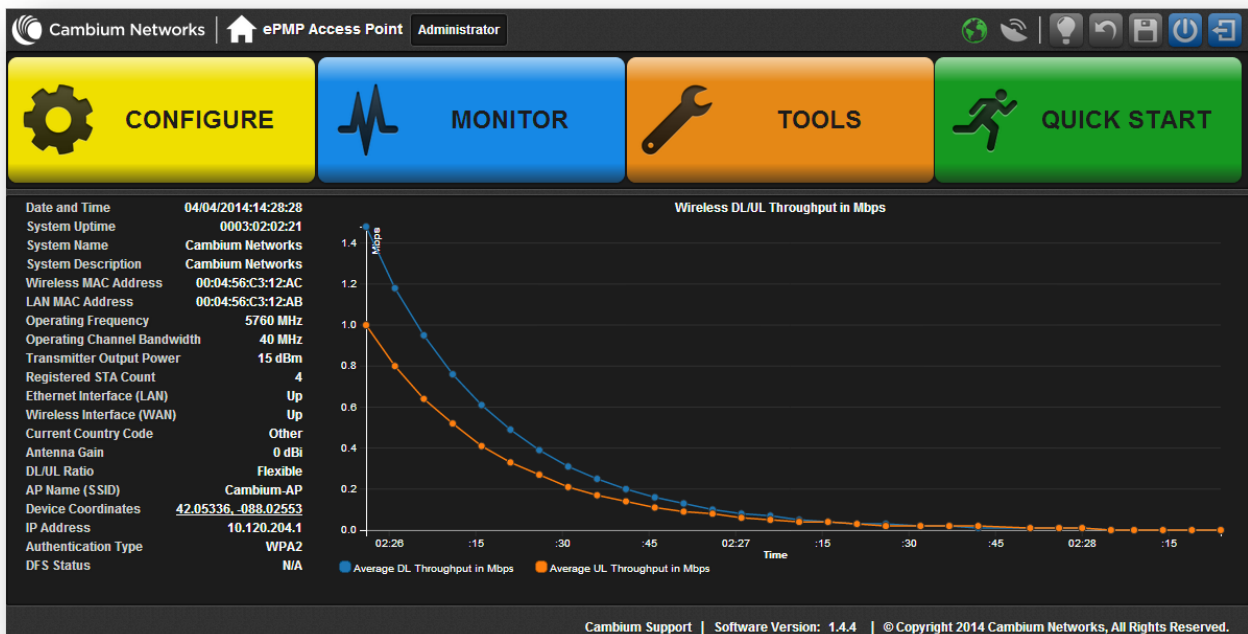 Cambium Networks | ePMP Access Point Administrator
CONFIGURE
MONITOR
TOOLS
QUICK START
Date and Time 04/04/2014:14:28:28
System Uptime 0003:02:02:21
System Name Cambium Networks
System Description Cambium Networks
Wireless MAC Address 00:04:56:C3:12:AC
LAN MAC Address 00:04:56:C3:12:AB
Operating Frequency 5760 MHz
Operating Channel Bandwidth 40 MHz
Transmitter Output Power 15 dBm
Registered STA Count 4
Ethernet Interface (LAN) Up
Wireless Interface (WAN) Up
Current Country Code Other
Antenna Gain 0 dBi
DL/UL Ratio Flexible
AP Name (SSID) Cambium-AP
Device Coordinates 42.05336, -088.02553
IP Address 10.120.204.1
Authentication Type WPA2
DFS Status N/A
Wireless DL/UL Throughput in Mbps
Mbps
1.4
1.2
1.0
0.8
0.6
0.4
0.2
0.0
02:26 :15 :30 :45 02:27 :15 :30 :45 02:28 :15
Time
Average DL Throughput in Mbps Average UL Throughput in Mbps
Cambium Support | Software Version: 1.4.4 | © Copyright 2014 Cambium Networks, All Rights Reserved.